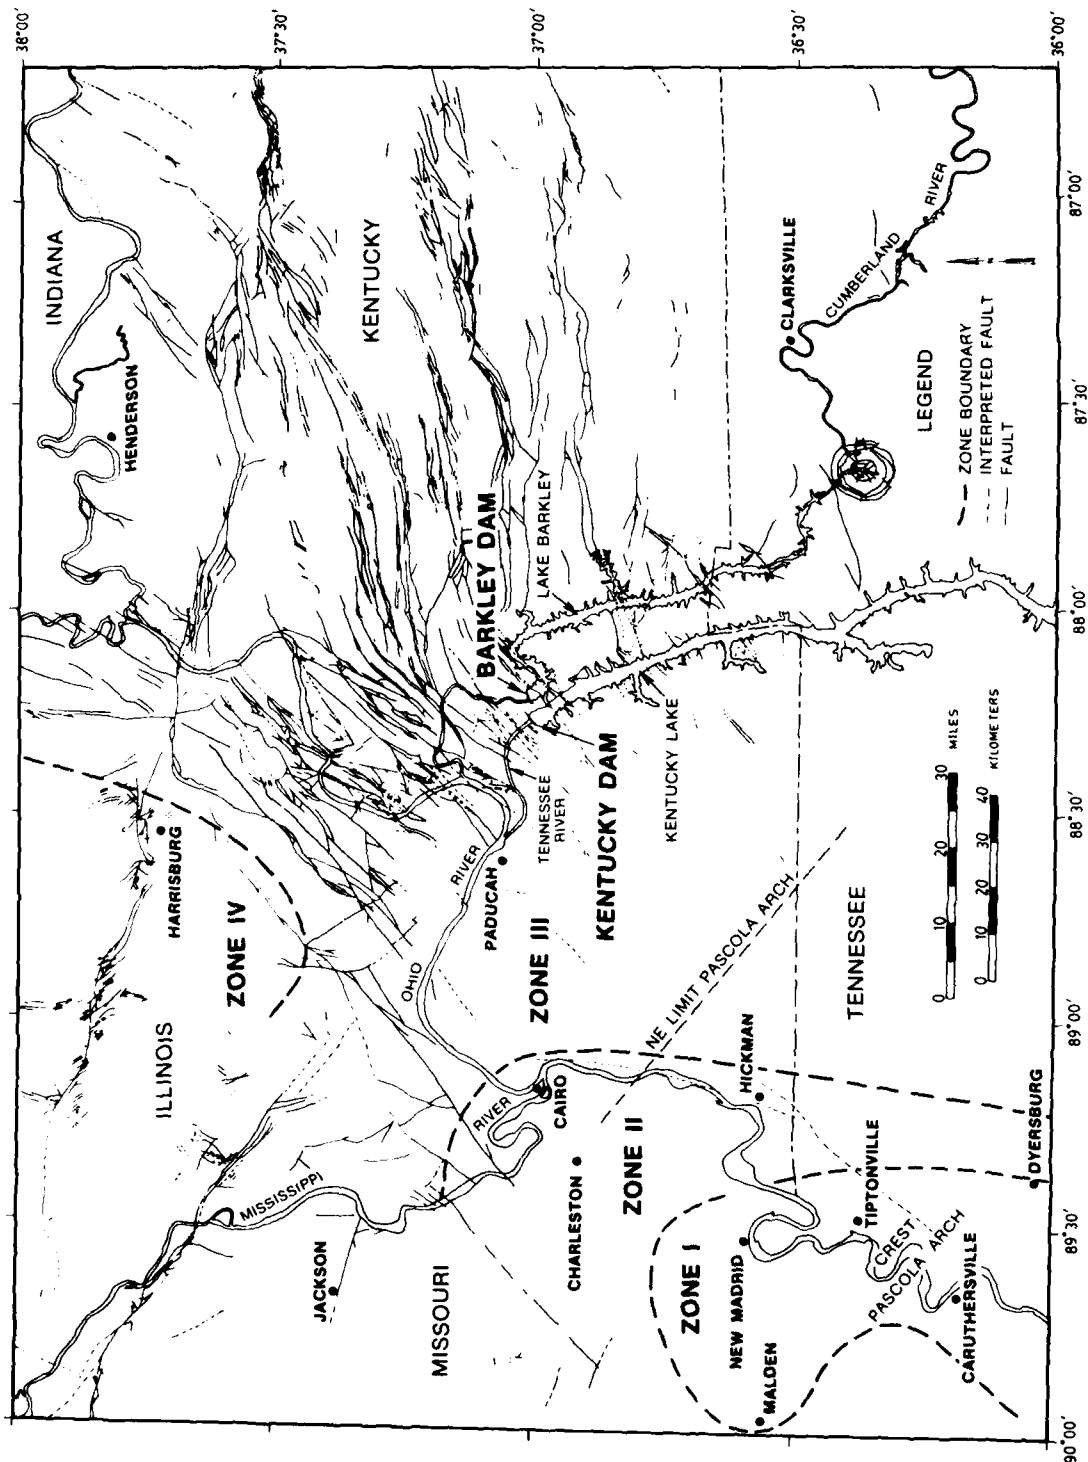 38°00'
37°30'
37°00'
36°30'
36°00'
INDIANA
HENDERSON
KENTUCKY
CLARKSVILLE
CUMBERLAND
RIVER
BARKLEY DAM
LAKE BARKLEY
HARRISBURG
ZONE IV
ILLINOIS
OHIO
RIVER
PADUCAH
TENNESSEE
RIVER
ZONE III
KENTUCKY DAM
KENTUCKY LAKE
NE LIMIT PASCOLA ARCH
TENNESSEE
MISSISSIPPI
RIVER
CAIRO
HICKMAN
JACKSON
MISSOURI
CHARLESTON
ZONE II
ZONE I
NEW MADRID
MALDEN
TIPTONVILLE
DYERSBURG
CREST
PASCOLA ARCH
CARUTHERSVILLE
LEGEND
ZONE BOUNDARY
INTERPRETED FAULT
FAULT
0 10 20 30 MILES
0 10 20 30 40 KILOMETERS
90°00'
89°30'
89°00'
88°30'
88°00'
87°30'
87°00'